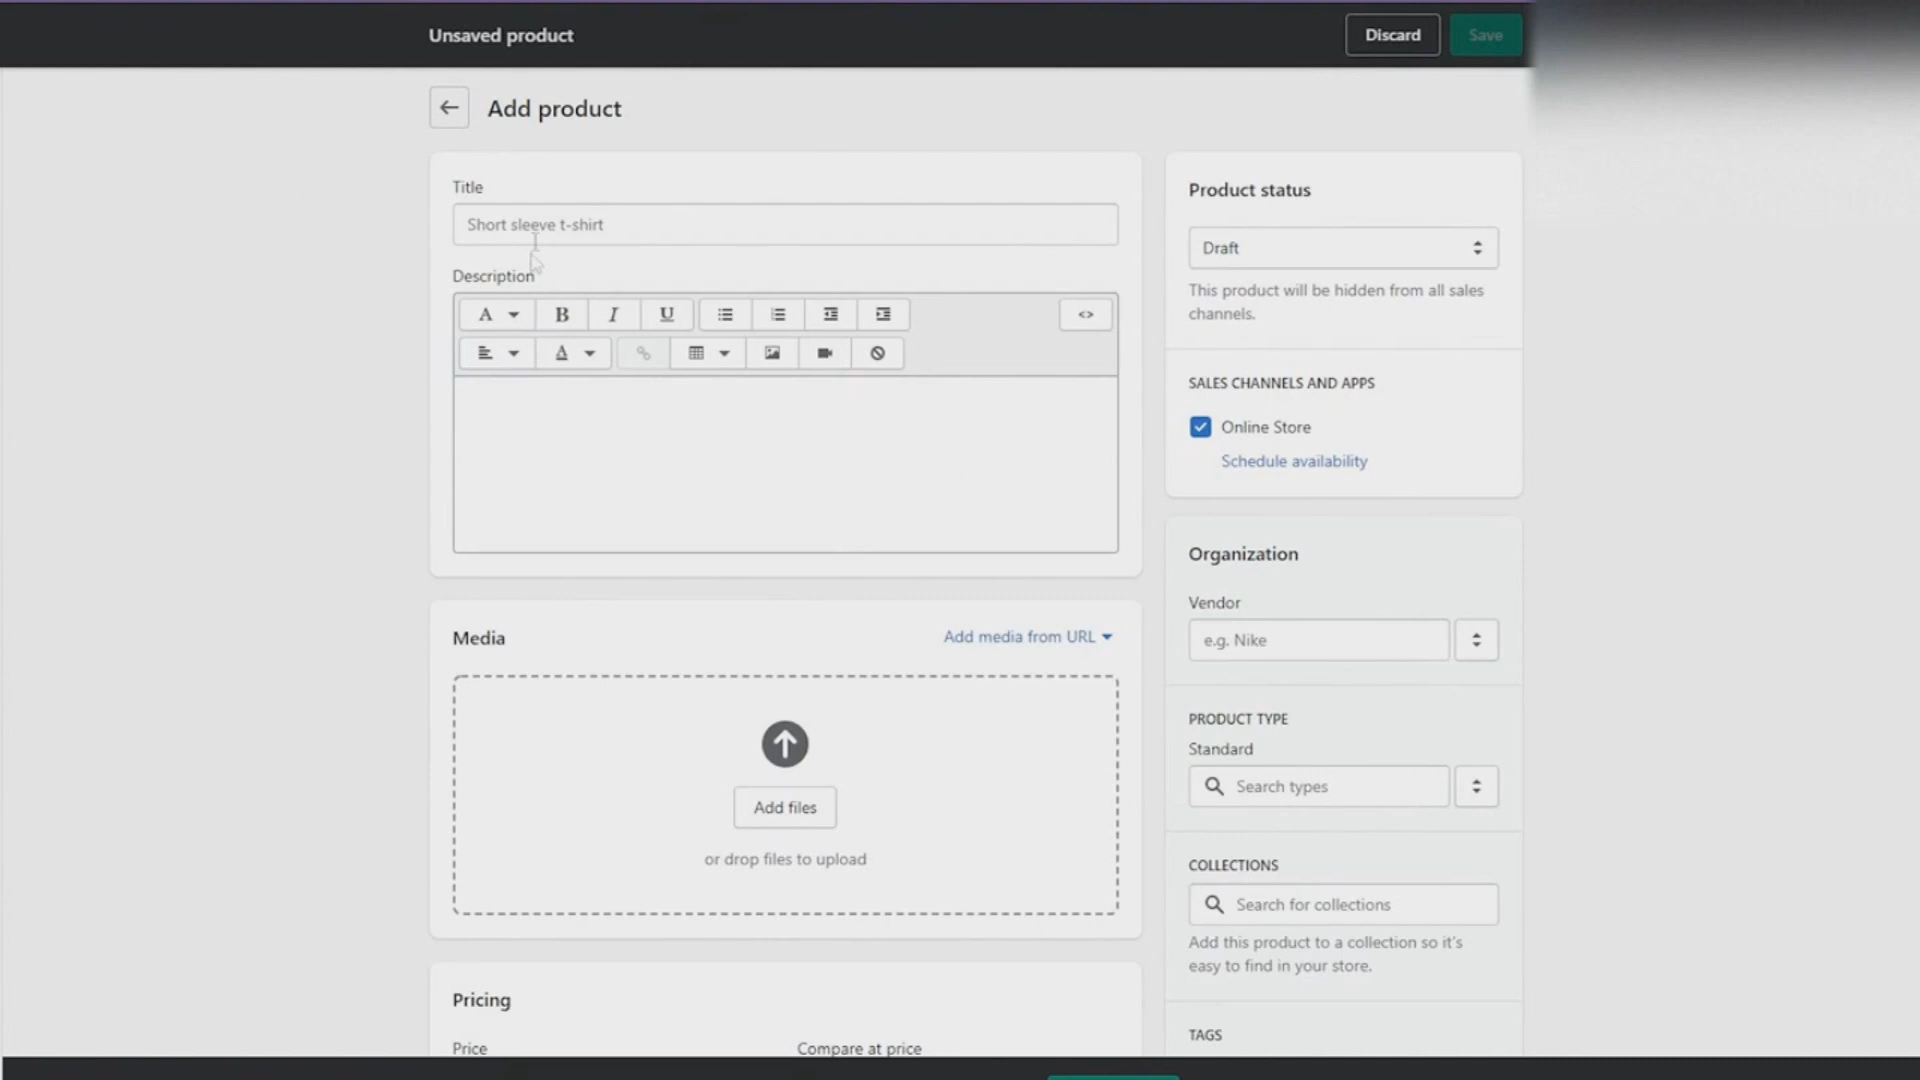 Unsaved product
Discard
Save
Add product
Title
Short sleeve t-shirt
Description
A
B
I
U
<>
A
Media
Add media from URL
Add files
or drop files to upload
Pricing
Price
Compare at price
Product status
Draft
This product will be hidden from all sales
channels.
SALES CHANNELS AND APPS
Online Store
Schedule availability
Organization
Vendor
e.g. Nike
PRODUCT TYPE
Standard
Search types
COLLECTIONS
Search for collections
Add this product to a collection so it's
easy to find in your store.
TAGS